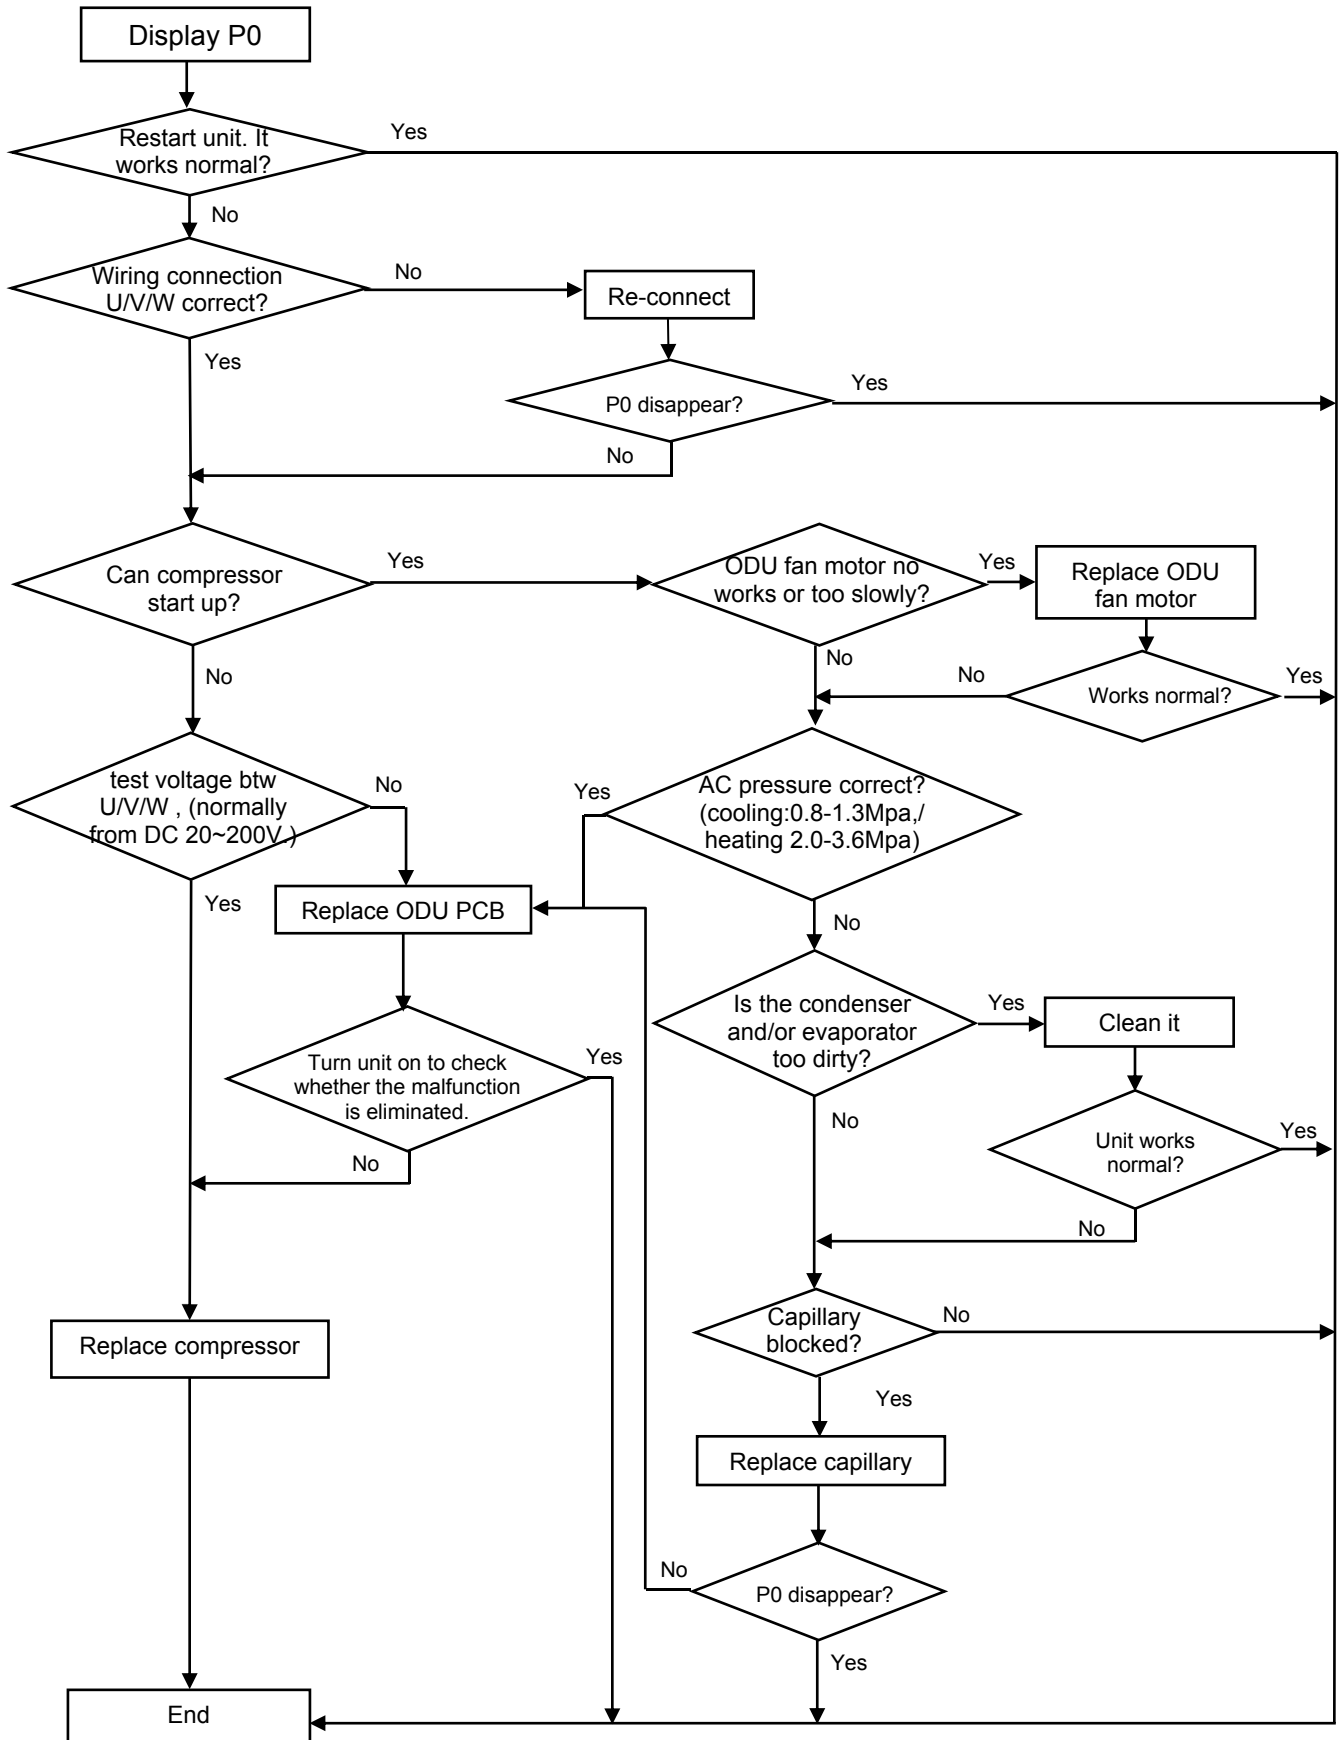 Display P0
Restart unit. It
works normal?
Yes
No
Wiring connection
U/V/W correct?
No
Re-connect
Yes
P0 disappear?
Yes
No
Can compressor
start up?
Yes
ODU fan motor no
works or too slowly?
Yes
Replace ODU
fan motor
No
No
No
Works normal?
Yes
test voltage btw
U/V/W , (normally
from DC 20~200V.)
No
Yes
AC pressure correct?
(cooling:0.8-1.3Mpa,/
heating 2.0-3.6Mpa)
Yes
Replace ODU PCB
No
Is the condenser
and/or evaporator
too dirty?
Yes
Clean it
Turn unit on to check
whether the malfunction
is eliminated.
Yes
No
No
Unit works
normal?
Yes
No
Capillary
blocked?
No
Replace compressor
Yes
Replace capillary
No
P0 disappear?
Yes
End